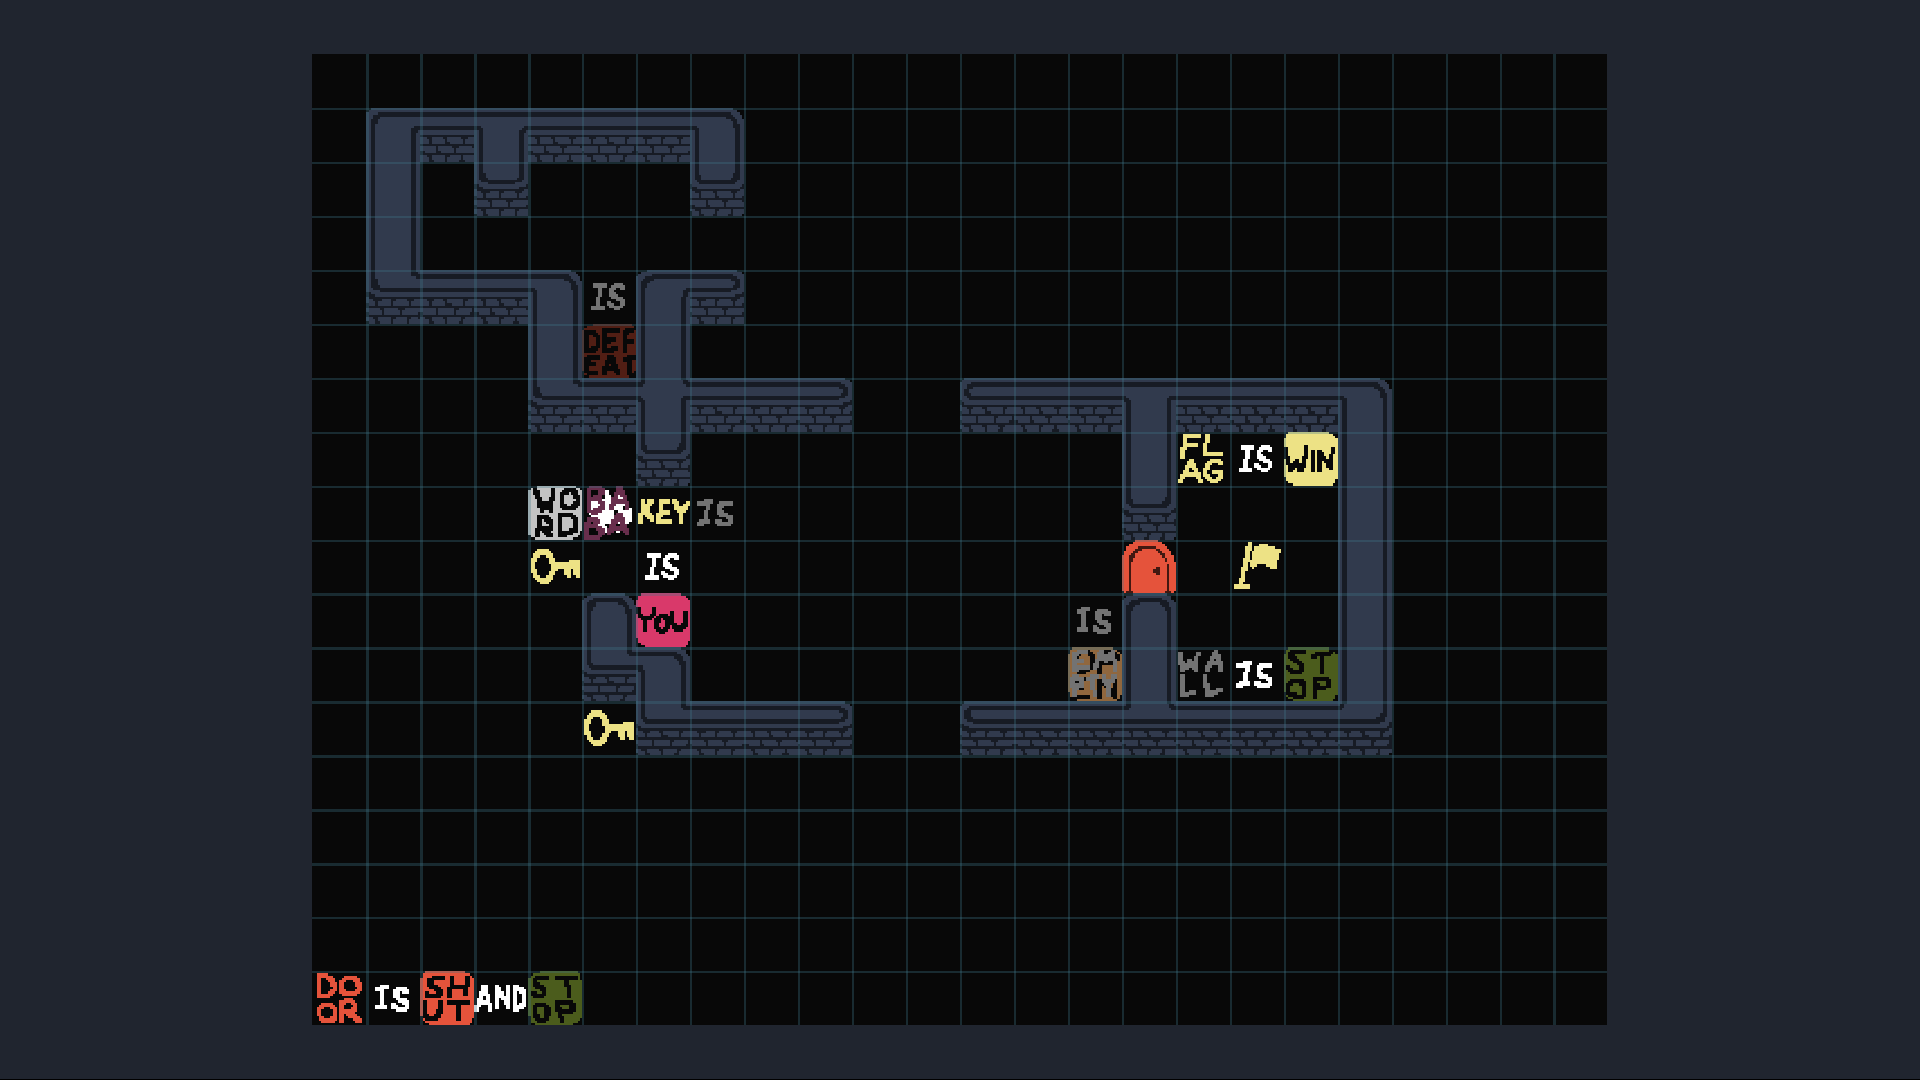 IS
DEFEAT
FLAG IS WIN
WORD BABA KEY IS
IS
YOU
IS
WALL IS STOP
DOOR IS SHUT AND STOP